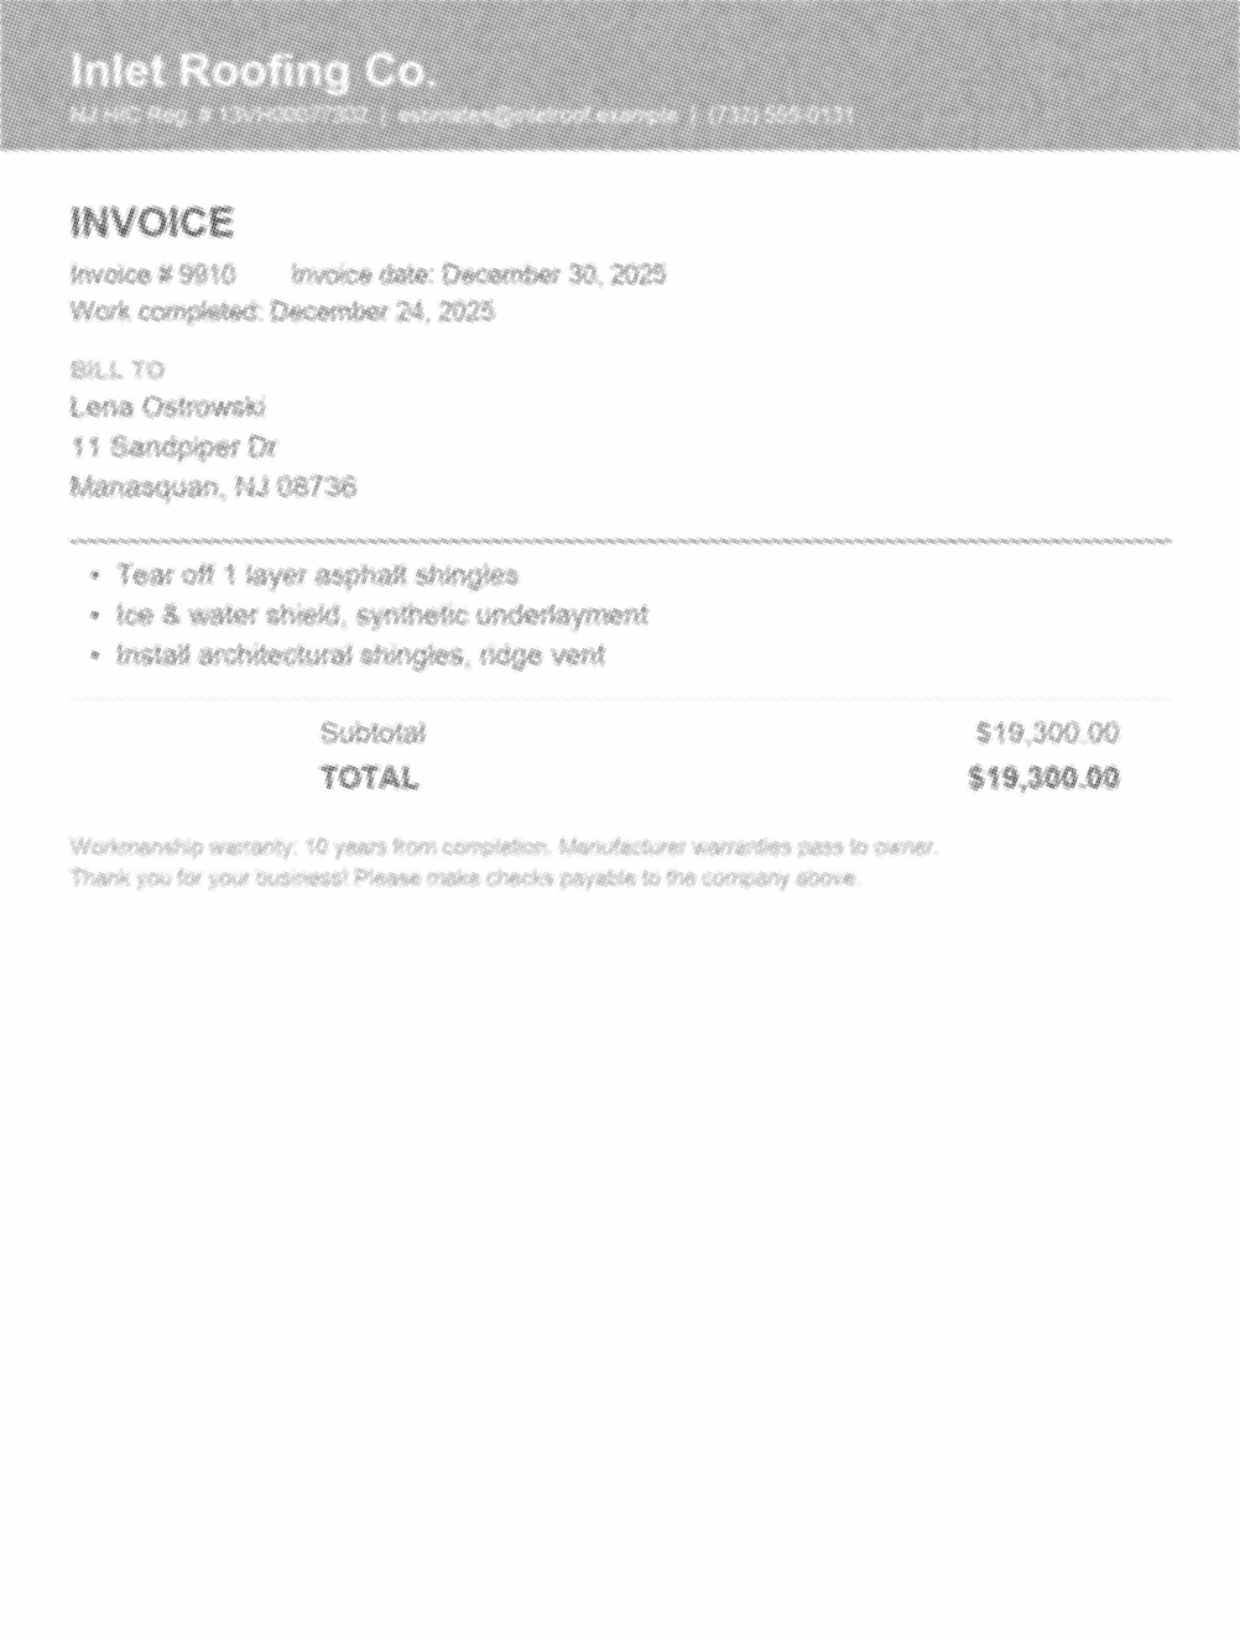 Inlet Roofing Co.
NJ HIC Reg. # | estimates@inletroof.example | (732) 555-0131
INVOICE
Invoice # 9910 Invoice date: December 30, 2025
Work completed: December 24, 2025
BILL TO
Lena Ostrowski
11 Sandpiper Dr
Manasquan, NJ 08736
• Tear off 1 layer asphalt shingles
• Ice & water shield, synthetic underlayment
• Install architectural shingles, ridge vent
Subtotal $19,300.00
TOTAL $19,300.00
Workmanship warranty: 10 years from completion. Manufacturer warranties pass to owner.
Thank you for your business! Please make checks payable to the company above.